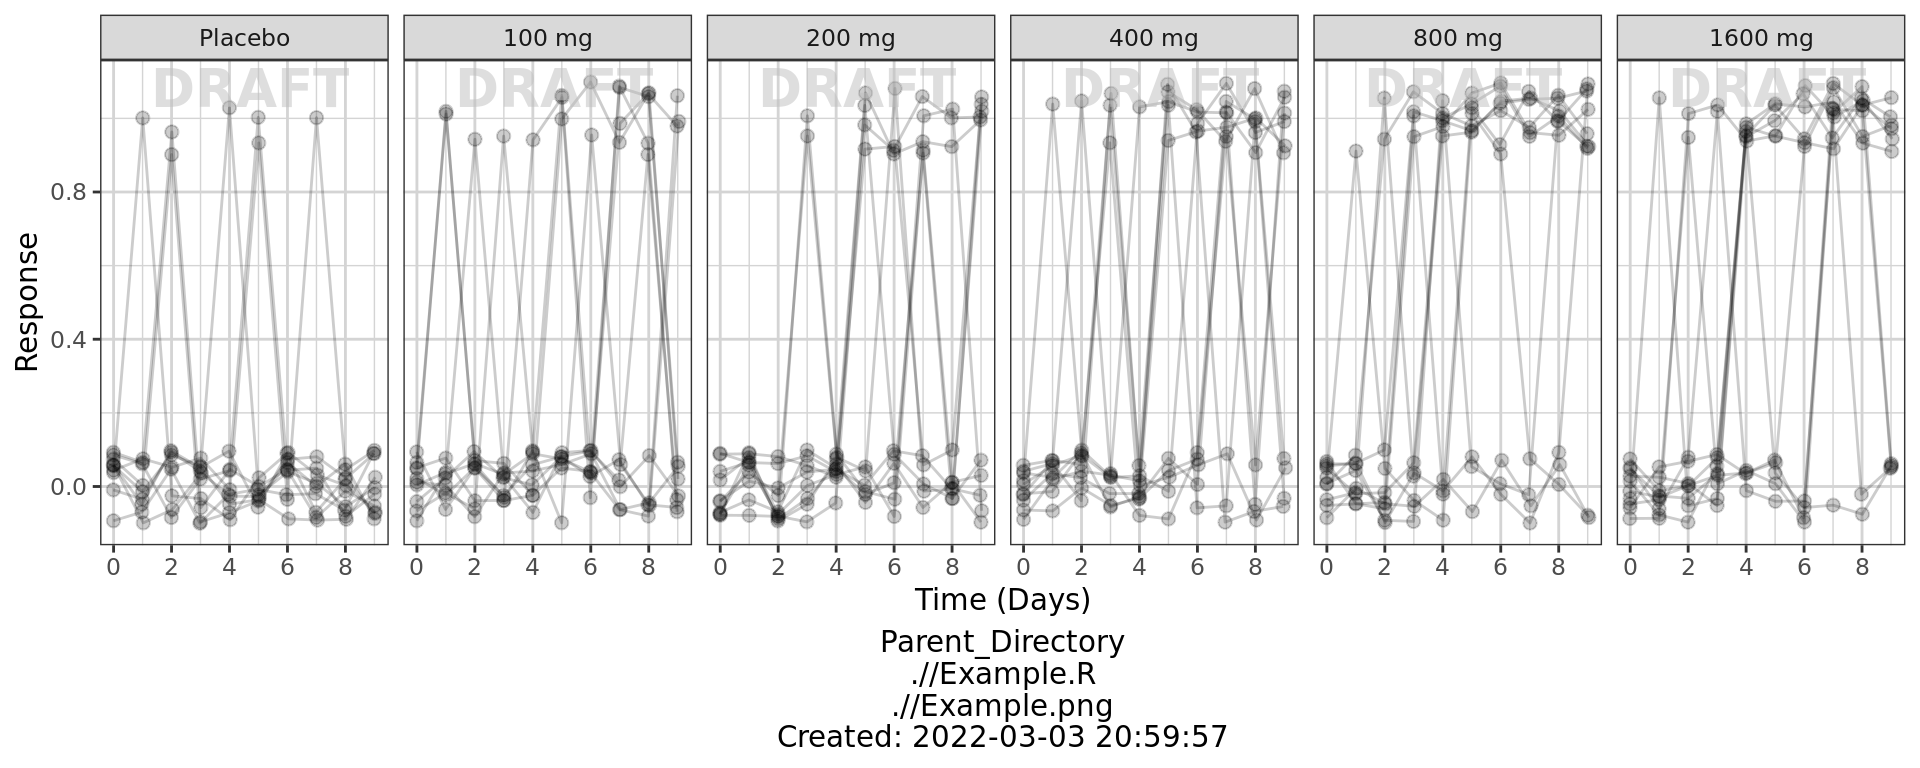 Placebo 100 mg 200 mg 400 mg 800 mg 1600 mg
DRAFT DRAFT DRAFT DRAFT DRAFT DRAFT
Response
0.8
0.4
0.0
0 2 4 6 8 0 2 4 6 8 0 2 4 6 8 0 2 4 6 8 0 2 4 6 8 0 2 4 6 8
Time (Days)
Parent_Directory
.//Example.R
.//Example.png
Created: 2022-03-03 20:59:57